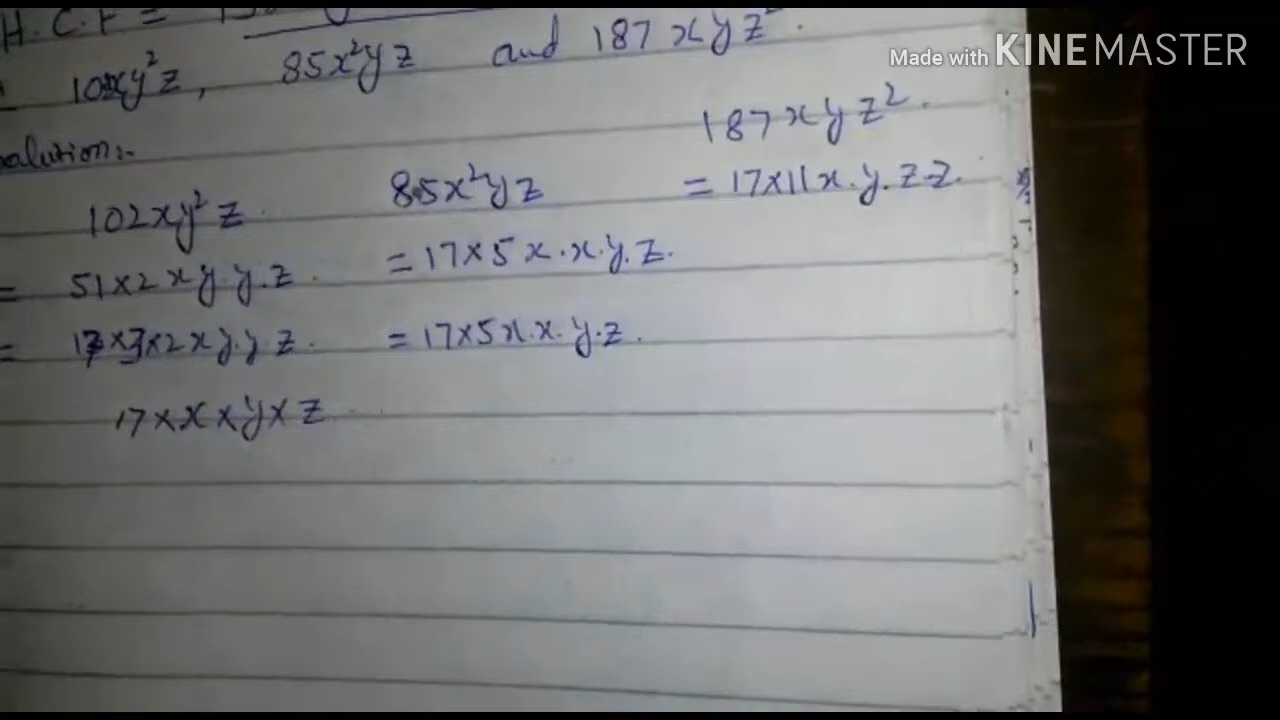 H.C.F =
102xy²z, 85x²yz and 187xyz².
Solution:-
102xy²z
= 51×2xy.y.z.
= 17×3×2xy.y z.
17×x×y×z
85x²yz
= 17×5x.x.y.z.
= 17×5x.x.y.z.
187xyz².
= 17×11x.y.z.z.
Made with KINEMASTER